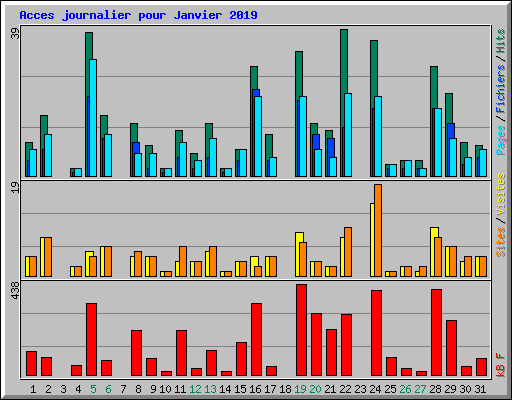 Acces journalier pour Janvier 2019
39
Pages / Fichiers / Hits
19
Sites / Visites
438
kB F
1 2 3 4 5 6 7 8 9 10 11 12 13 14 15 16 17 18 19 20 21 22 23 24 25 26 27 28 29 30 31